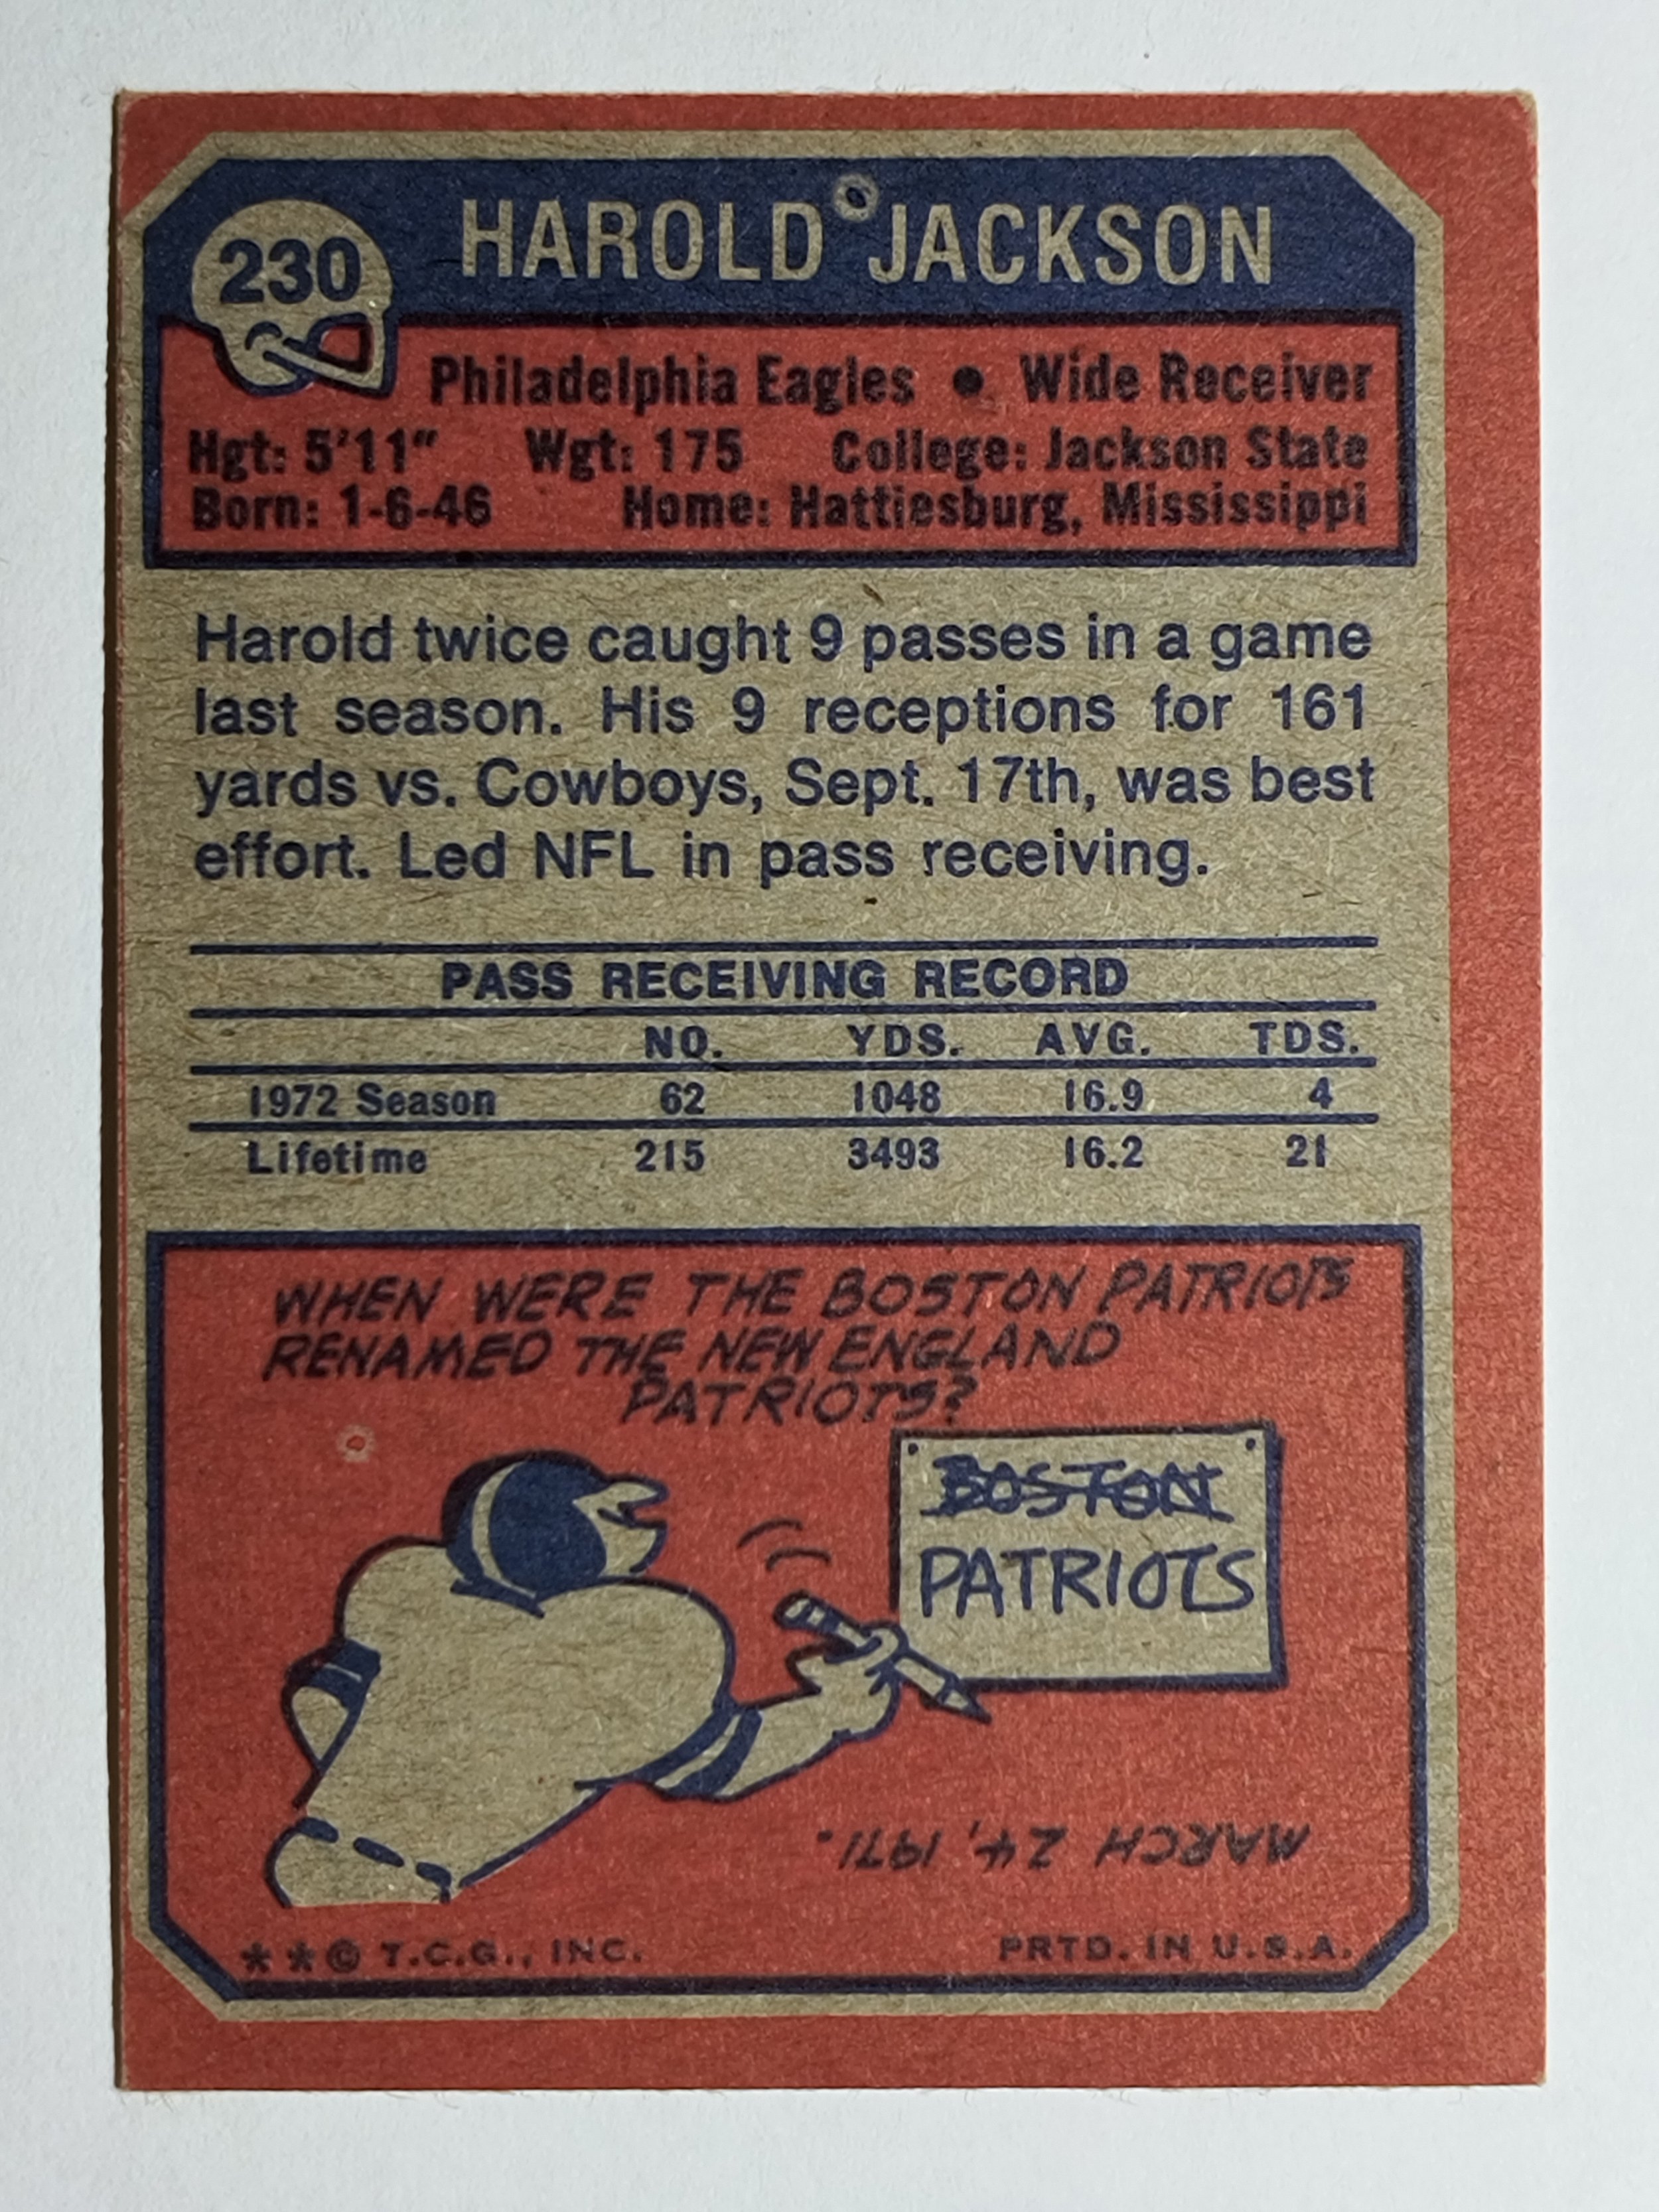 230
HAROLD JACKSON
Philadelphia Eagles • Wide Receiver
Hgt: 5'11" Wgt: 175 College: Jackson State
Born: 1-6-46 Home: Hattiesburg, Mississippi
Harold twice caught 9 passes in a game
last season. His 9 receptions for 161
yards vs. Cowboys, Sept. 17th, was best
effort. Led NFL in pass receiving.
PASS RECEIVING RECORD
NO. YDS. AVG. TDS.
1972 Season 62 1048 16.9 4
Lifetime 215 3493 16.2 21
WHEN WERE THE BOSTON PATRIOTS
RENAMED THE NEW ENGLAND
PATRIOTS?
BOSTON
PATRIOTS
MARCH 24, 1971.
**© T.C.G., INC. PRTD. IN U.S.A.